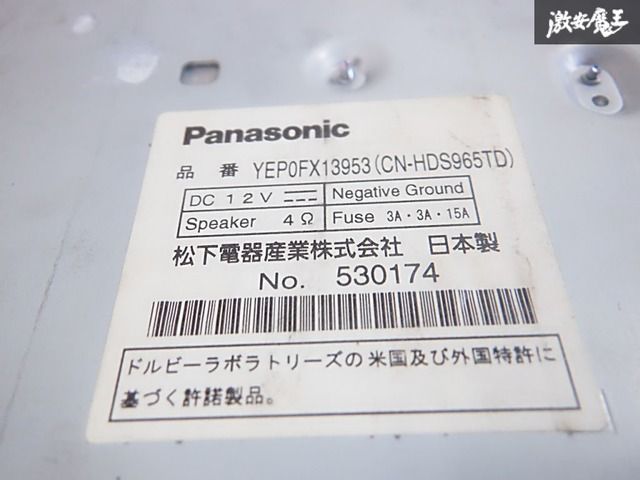 激安魔王
Panasonic
品 番 YEP0FX13953(CN-HDS965TD)
DC 12V Negative Ground
Speaker 4Ω Fuse 3A・3A・15A
松下電器産業株式会社 日本製
No. 530174
ドルビーラボラトリーズの米国及び外国特許に
基づく許諾製品。